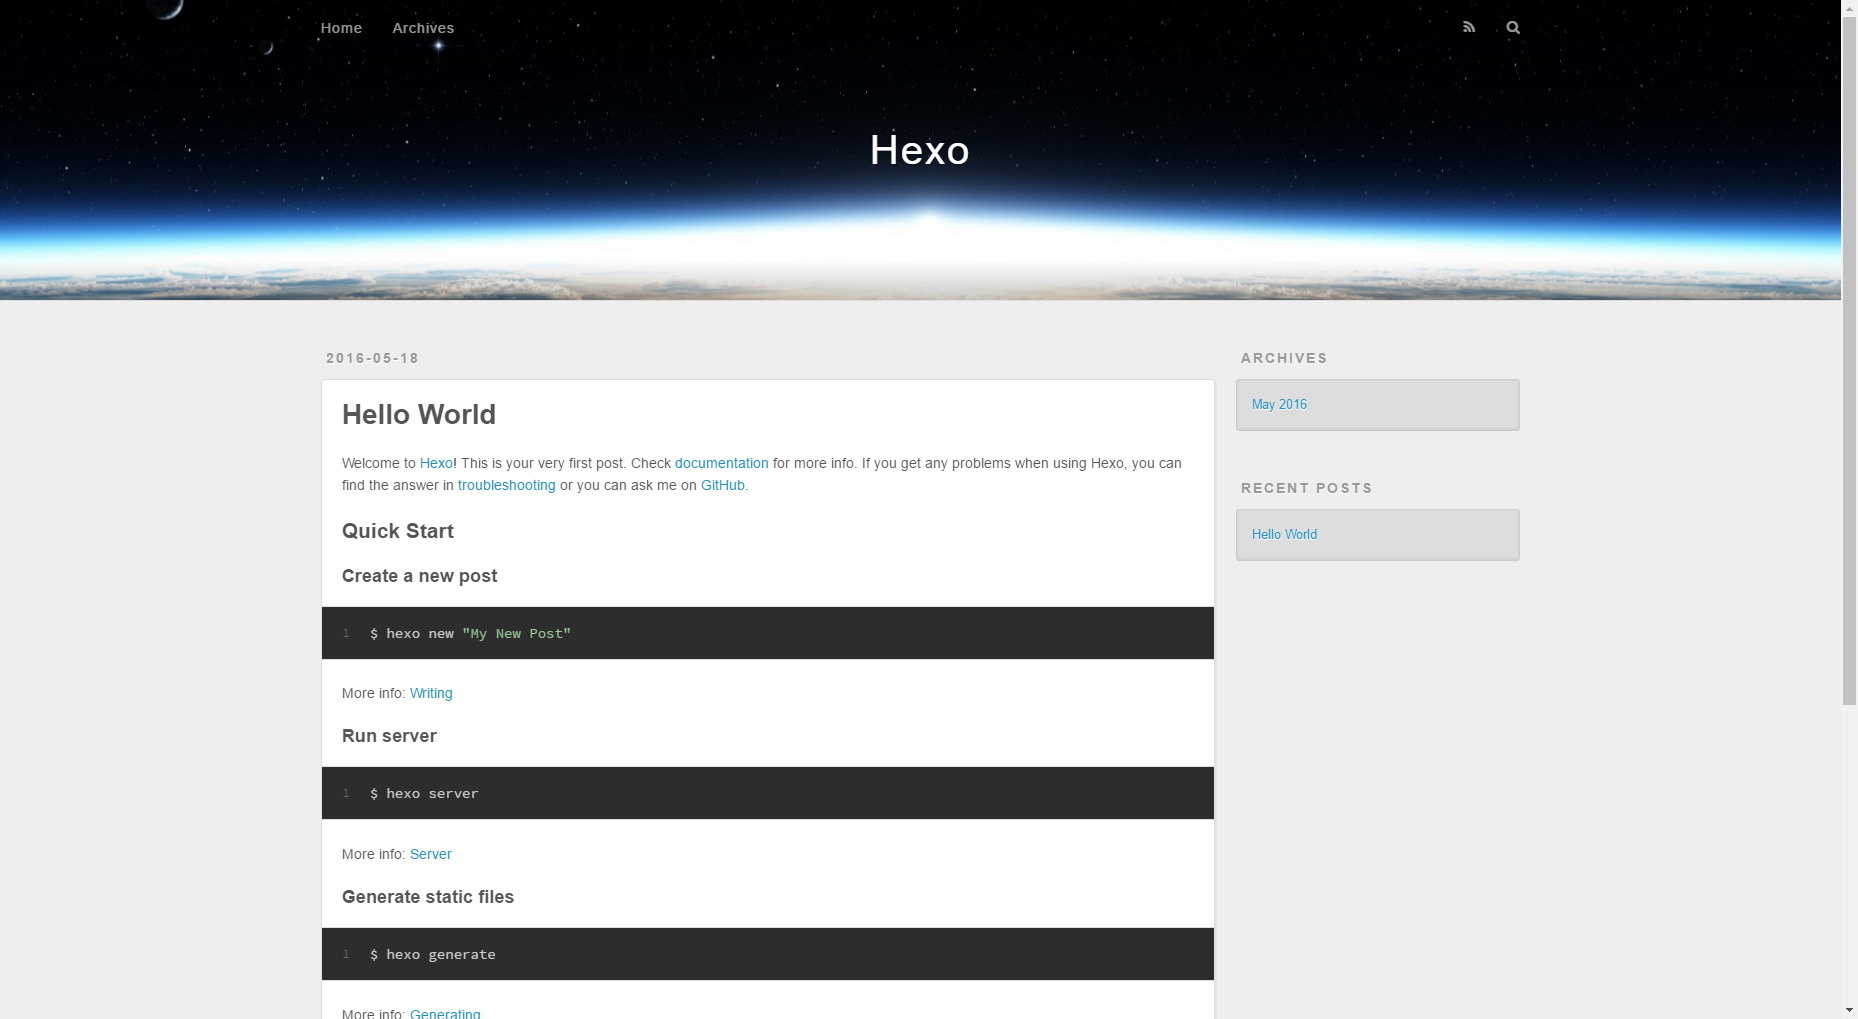 Home Archives
Hexo
2016-05-18
Hello World
Welcome to Hexo! This is your very first post. Check documentation for more info. If you get any problems when using Hexo, you can
find the answer in troubleshooting or you can ask me on GitHub.
Quick Start
Create a new post
1 $ hexo new "My New Post"
More info: Writing
Run server
1 $ hexo server
More info: Server
Generate static files
1 $ hexo generate
More info: Generating
ARCHIVES
May 2016
RECENT POSTS
Hello World